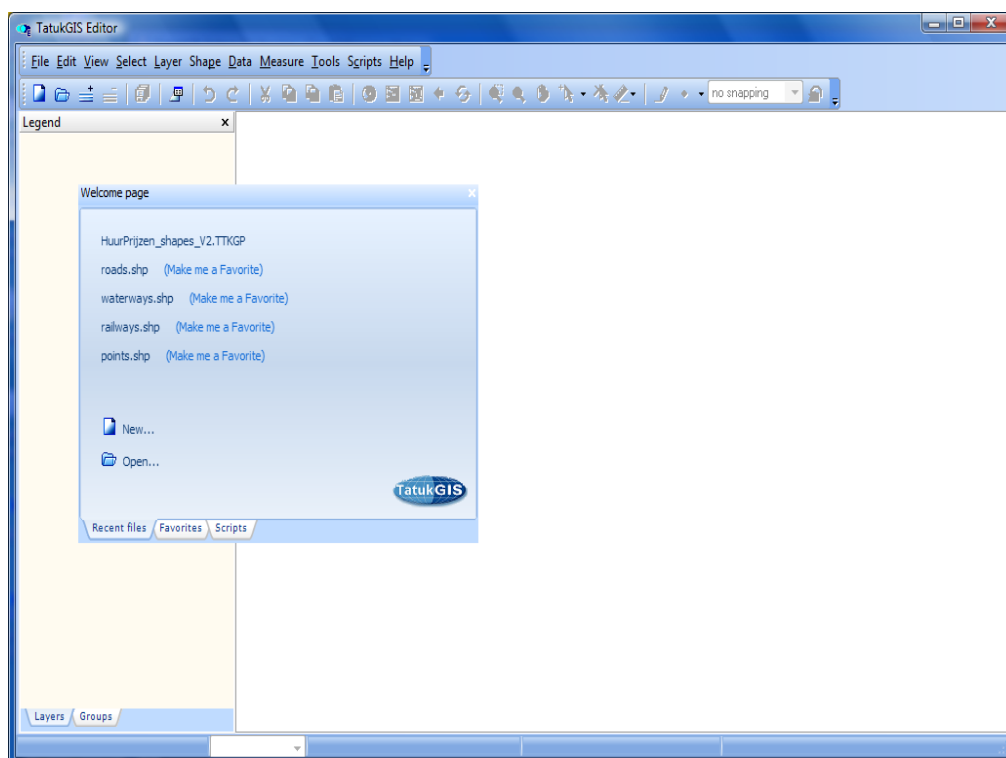 TatukGIS Editor
File Edit View Select Layer Shape Data Measure Tools Scripts Help
no snapping
Legend x
Welcome page x
HuurPrijzen_shapes_V2.TTKGP
roads.shp (Make me a Favorite)
waterways.shp (Make me a Favorite)
railways.shp (Make me a Favorite)
points.shp (Make me a Favorite)
New...
Open...
TatukGIS
Recent files Favorites Scripts
Layers Groups